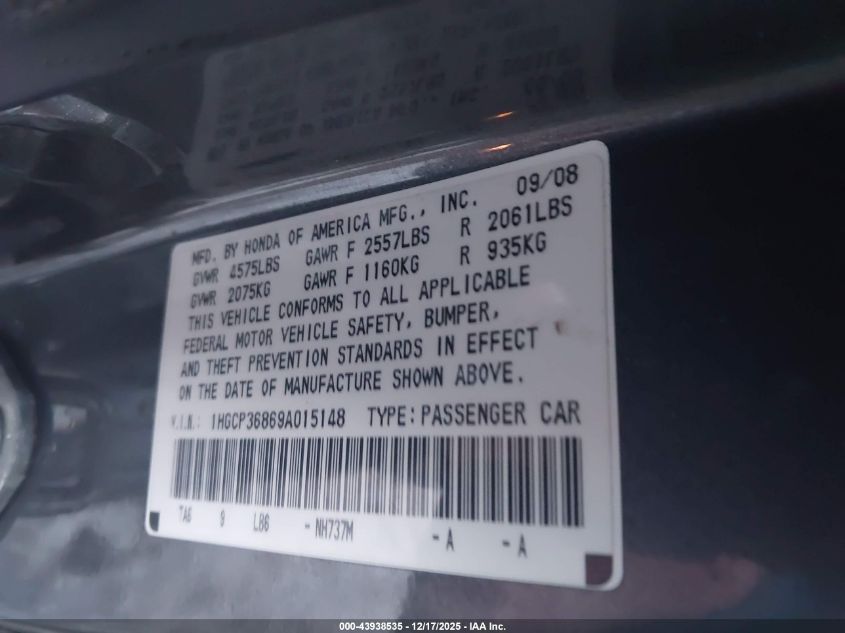 09/08
MFD. BY HONDA OF AMERICA MFG., INC.
GVWR 4575LBS GAWR F 2557LBS R 2061LBS
GVWR 2075KG GAWR F 1160KG R 935KG
THIS VEHICLE CONFORMS TO ALL APPLICABLE
FEDERAL MOTOR VEHICLE SAFETY, BUMPER,
AND THEFT PREVENTION STANDARDS IN EFFECT
ON THE DATE OF MANUFACTURE SHOWN ABOVE.
V.I.N.: 1HGCP36869A015148 TYPE: PASSENGER CAR
TA6 9 L86 - NH737M - A - A
000-43938535 - 12/17/2025 - IAA Inc.